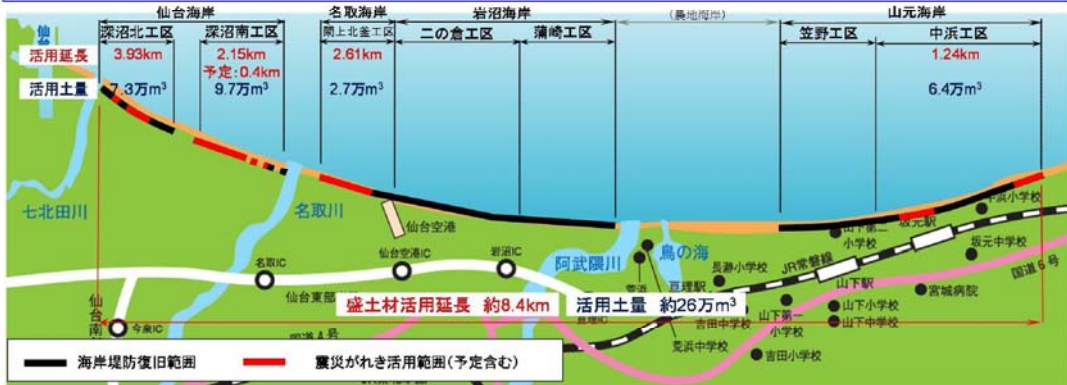 仙台海岸 名取海岸 岩沼海岸 (農地海岸) 山元海岸
深沼北工区 深沼南工区 閖上北釜工区 二の倉工区 蒲崎工区 笠野工区 中浜工区
活用延長 3.93km 2.15km 2.61km 1.24km
予定:0.4km
活用土量 7.3万m³ 9.7万m³ 2.7万m³ 6.4万m³
七北田川
名取川
仙台空港
阿武隈川
鳥の海
荒浜
中浜小学校
山下第二
小学校
坂元駅
坂元中学校
JR常磐線
国道6号
名取IC
仙台空港IC
岩沼IC
亘理駅
長瀞小学校
山下駅
宮城病院
仙台東部
盛土材活用延長 約8.4km 活用土量 約26万m³
仙台南
今泉IC
国道4号
亘理IC
吉田中学校
山下第一
小学校
山下小学校
山下中学校
荒浜中学校
吉田小学校
海岸堤防復旧範囲 震災がれき活用範囲(予定含む)